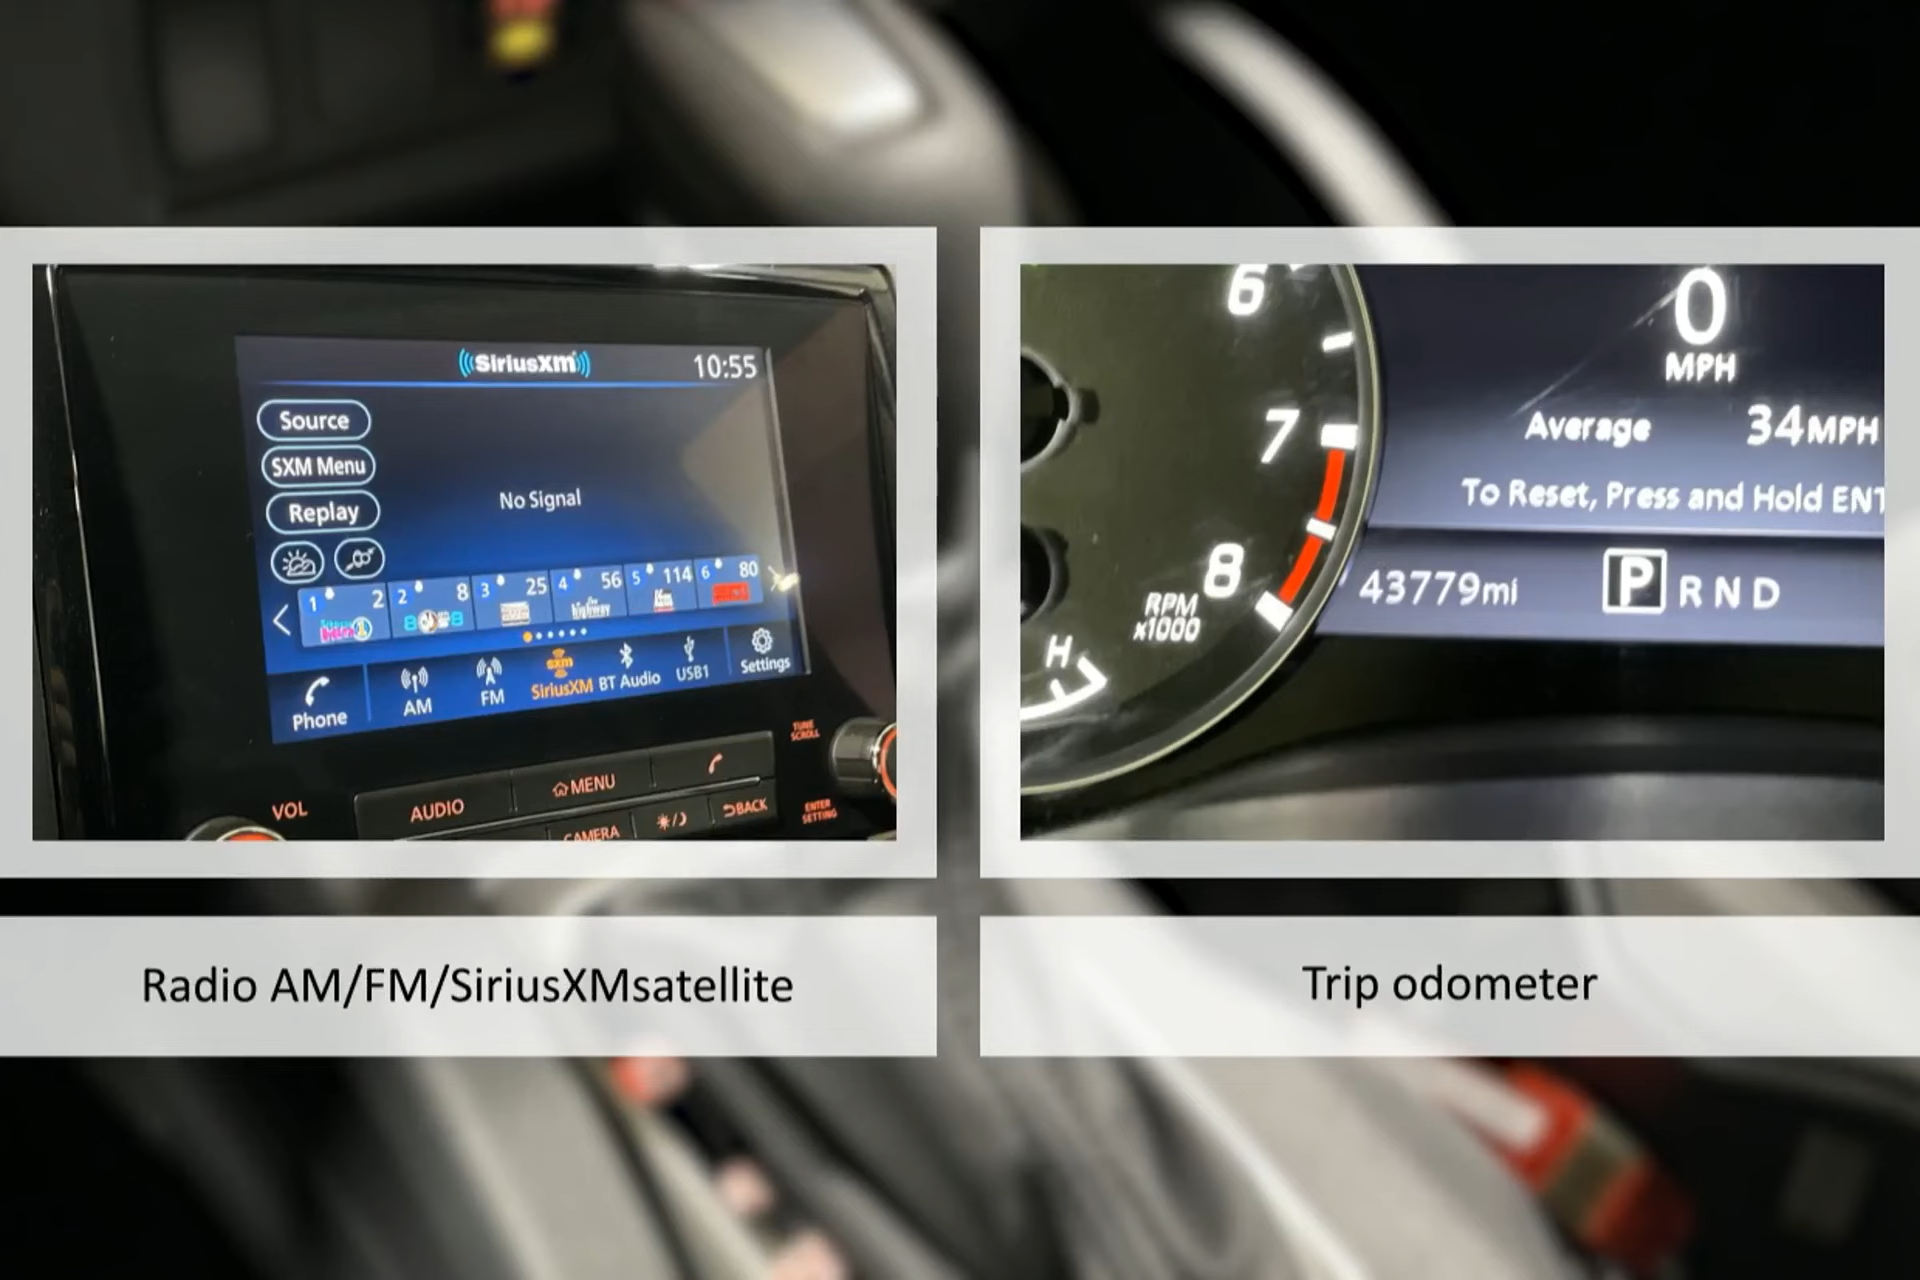 SiriusXM
10:55
Source
SXM Menu
Replay
No Signal
1 2
2 8
3 25
4 56
highway
5 114
6 80
Phone
AM
FM
sxm
SiriusXM
BT Audio
USB1
Settings
TUNE
SCROLL
VOL
AUDIO
MENU
CAMERA
BACK
ENTER
SETTING
6
7
8
RPM
x1000
H
0
MPH
Average 34MPH
To Reset, Press and Hold ENT
43779mi
P R N D
Radio AM/FM/SiriusXMsatellite
Trip odometer